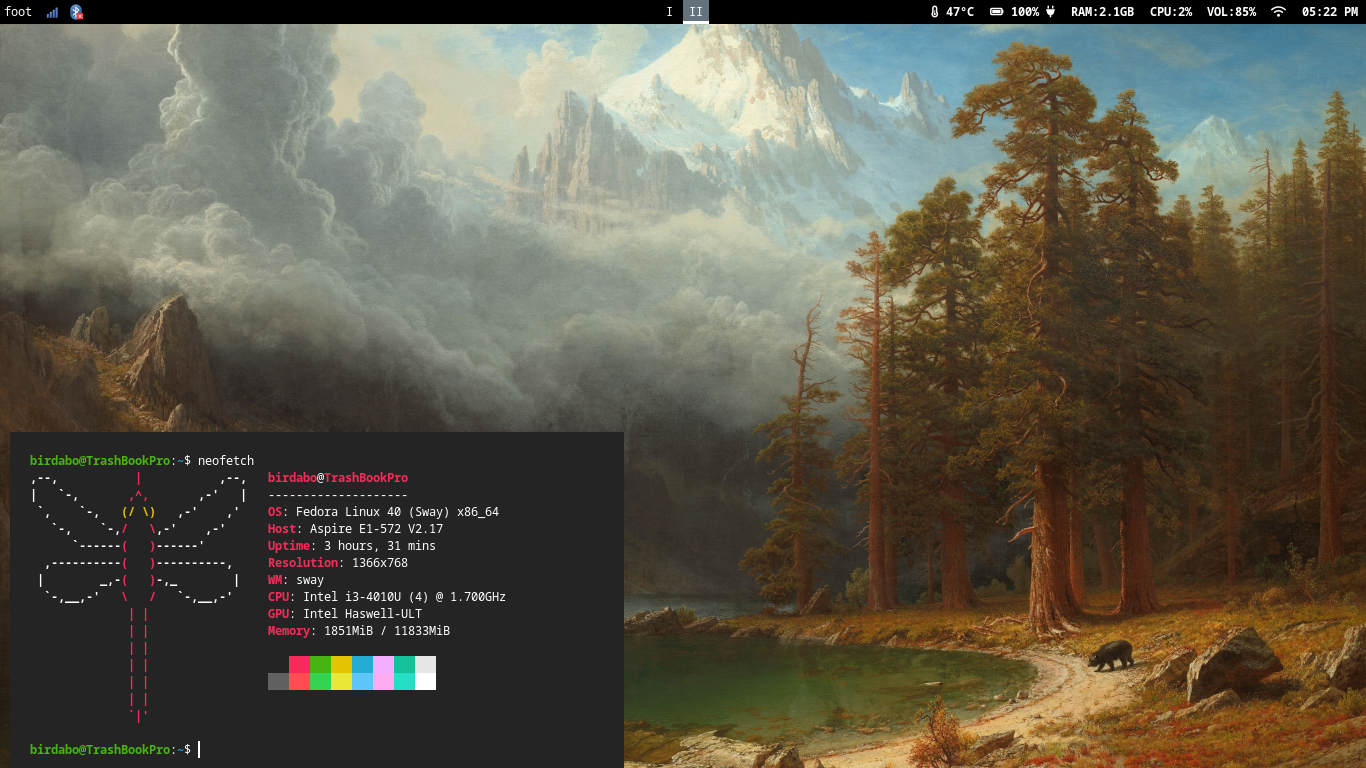 foot I II 47°C 100% RAM:2.1GB CPU:2% VOL:85% 05:22 PM
birdabo@TrashBookPro:~$ neofetch
birdabo@TrashBookPro
--------------------
OS: Fedora Linux 40 (Sway) x86_64
Host: Aspire E1-572 V2.17
Uptime: 3 hours, 31 mins
Resolution: 1366x768
WM: sway
CPU: Intel i3-4010U (4) @ 1.700GHz
GPU: Intel Haswell-ULT
Memory: 1851MiB / 11833MiB
birdabo@TrashBookPro:~$